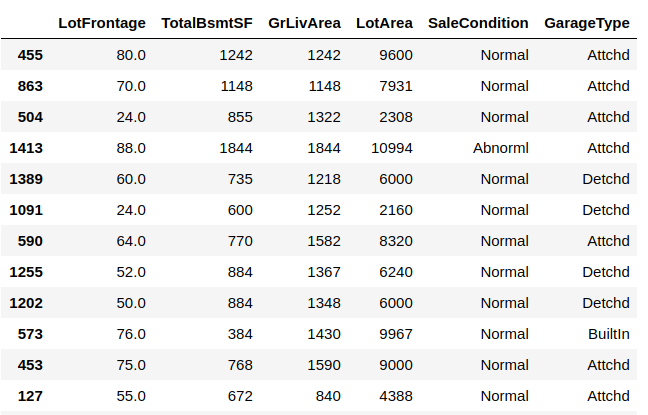 LotFrontage TotalBsmtSF GrLivArea LotArea SaleCondition GarageType
455 80.0 1242 1242 9600 Normal Attchd
863 70.0 1148 1148 7931 Normal Attchd
504 24.0 855 1322 2308 Normal Attchd
1413 88.0 1844 1844 10994 Abnorml Attchd
1389 60.0 735 1218 6000 Normal Detchd
1091 24.0 600 1252 2160 Normal Detchd
590 64.0 770 1582 8320 Normal Attchd
1255 52.0 884 1367 6240 Normal Detchd
1202 50.0 884 1348 6000 Normal Detchd
573 76.0 384 1430 9967 Normal BuiltIn
453 75.0 768 1590 9000 Normal Attchd
127 55.0 672 840 4388 Normal Attchd